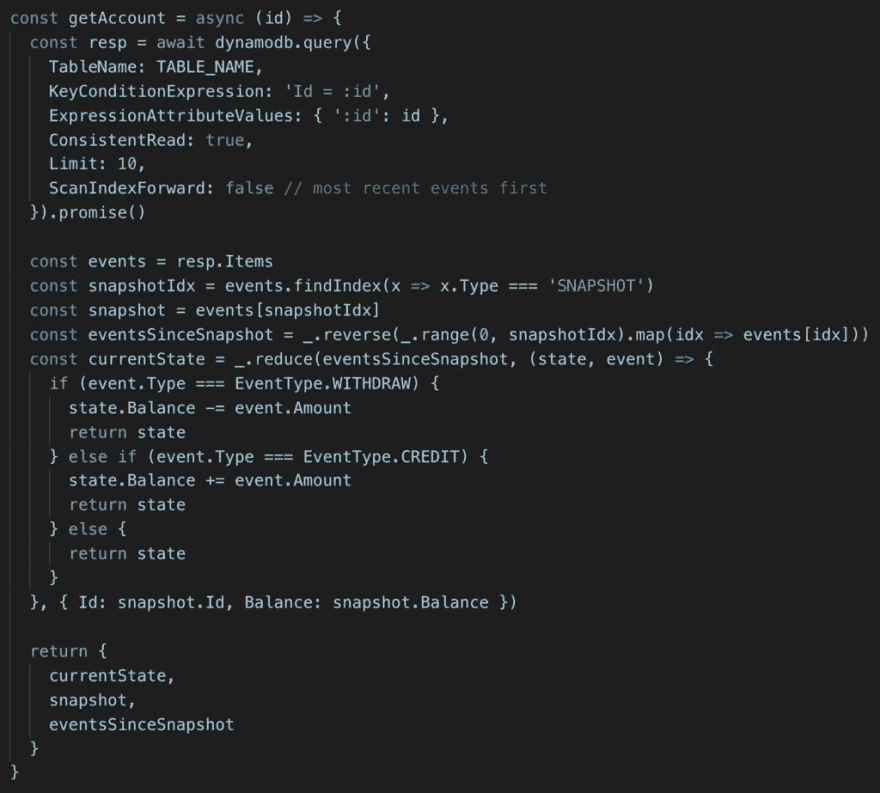 const getAccount = async (id) => {
  const resp = await dynamodb.query({
    TableName: TABLE_NAME,
    KeyConditionExpression: 'Id = :id',
    ExpressionAttributeValues: { ':id': id },
    ConsistentRead: true,
    Limit: 10,
    ScanIndexForward: false // most recent events first
  }).promise()

  const events = resp.Items
  const snapshotIdx = events.findIndex(x => x.Type === 'SNAPSHOT')
  const snapshot = events[snapshotIdx]
  const eventsSinceSnapshot = _.reverse(_.range(0, snapshotIdx).map(idx => events[idx]))
  const currentState = _.reduce(eventsSinceSnapshot, (state, event) => {
    if (event.Type === EventType.WITHDRAW) {
      state.Balance -= event.Amount
      return state
    } else if (event.Type === EventType.CREDIT) {
      state.Balance += event.Amount
      return state
    } else {
      return state
    }
  }, { Id: snapshot.Id, Balance: snapshot.Balance })

  return {
    currentState,
    snapshot,
    eventsSinceSnapshot
  }
}